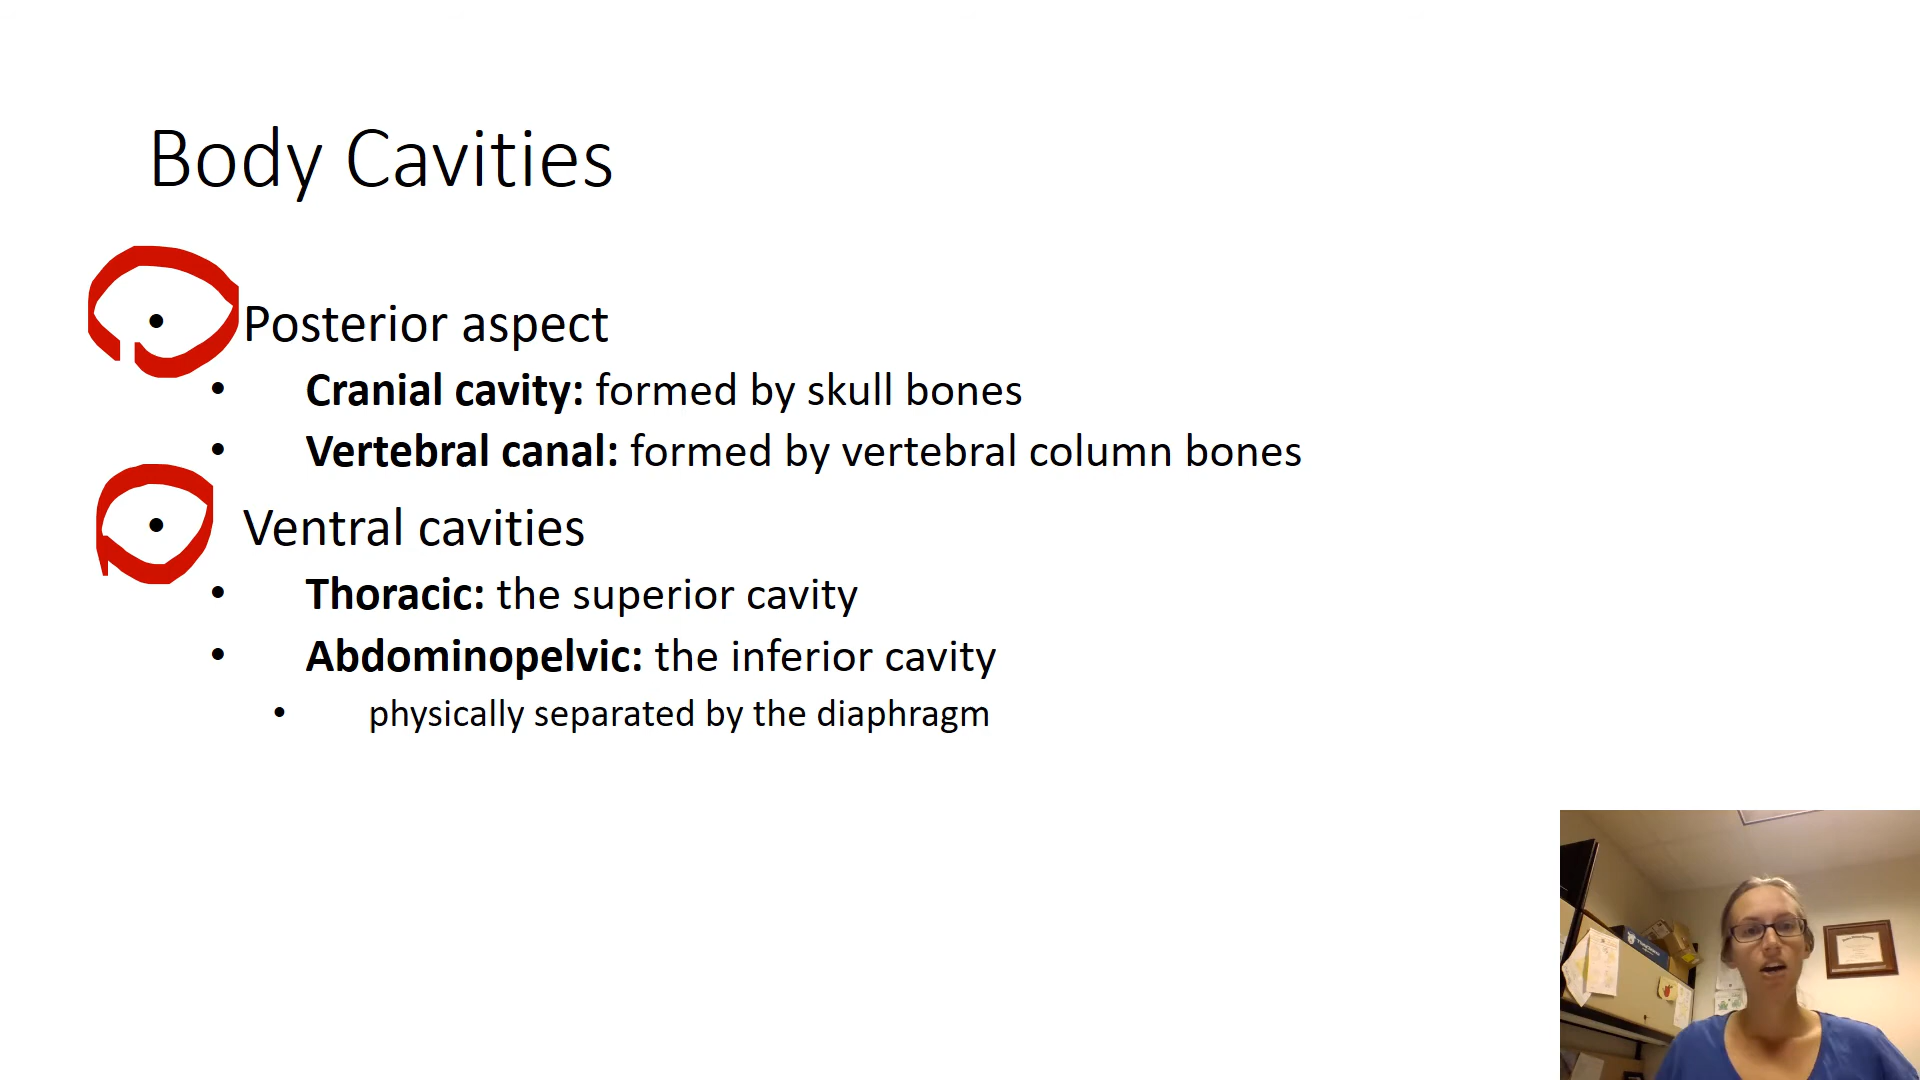 Body Cavities
• Posterior aspect
• Cranial cavity: formed by skull bones
• Vertebral canal: formed by vertebral column bones
• Ventral cavities
• Thoracic: the superior cavity
• Abdominopelvic: the inferior cavity
• physically separated by the diaphragm